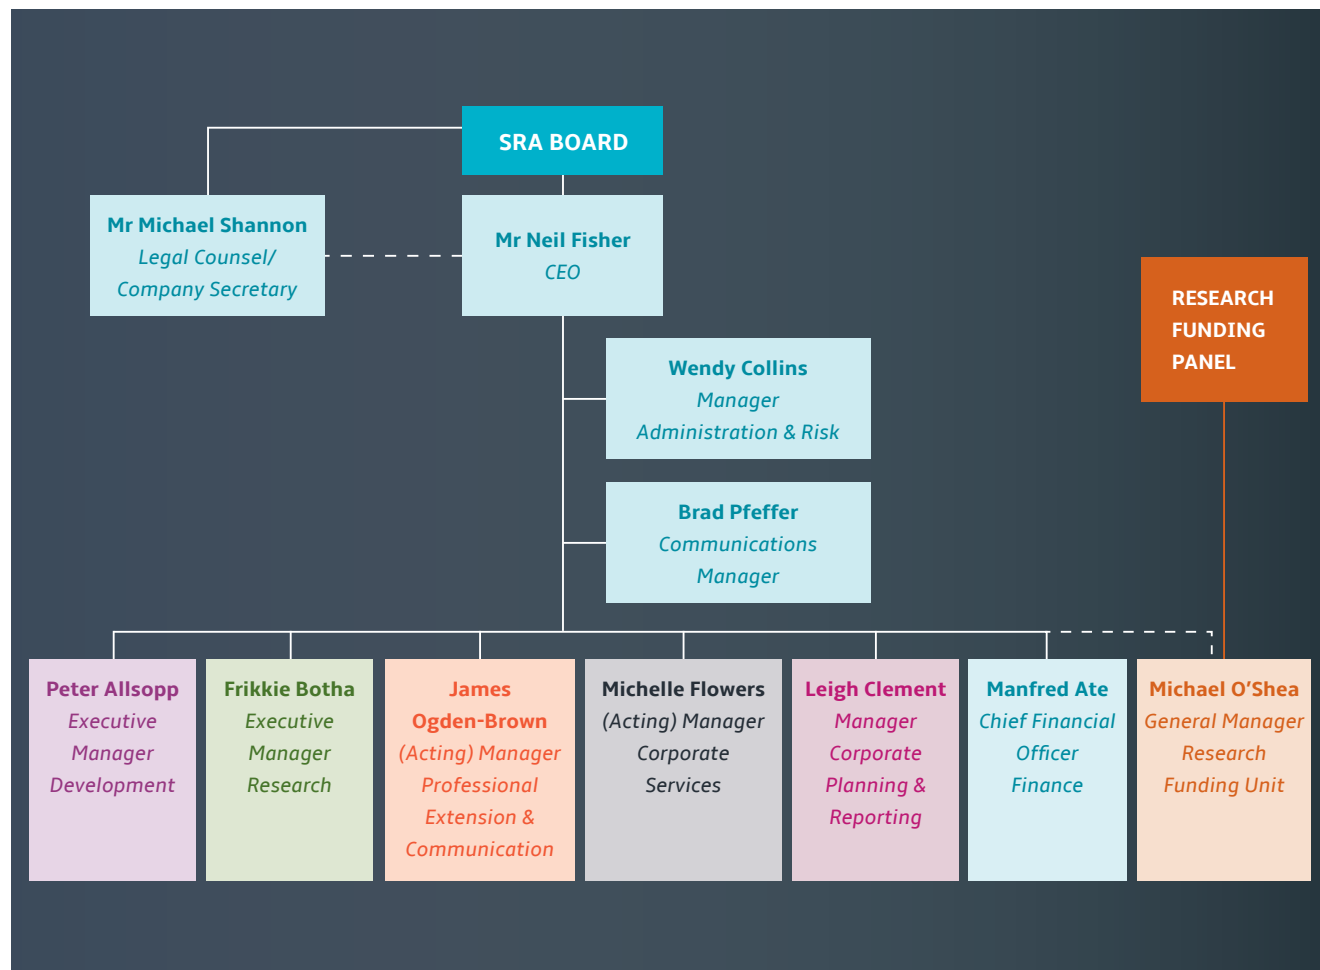 SRA BOARD
Mr Michael Shannon
Legal Counsel/
Company Secretary
Mr Neil Fisher
CEO
RESEARCH
FUNDING
PANEL
Wendy Collins
Manager
Administration & Risk
Brad Pfeffer
Communications
Manager
Peter Allsopp
Executive
Manager
Development
Frikkie Botha
Executive
Manager
Research
James
Ogden-Brown
(Acting) Manager
Professional
Extension &
Communication
Michelle Flowers
(Acting) Manager
Corporate
Services
Leigh Clement
Manager
Corporate
Planning &
Reporting
Manfred Ate
Chief Financial
Officer
Finance
Michael O’Shea
General Manager
Research
Funding Unit